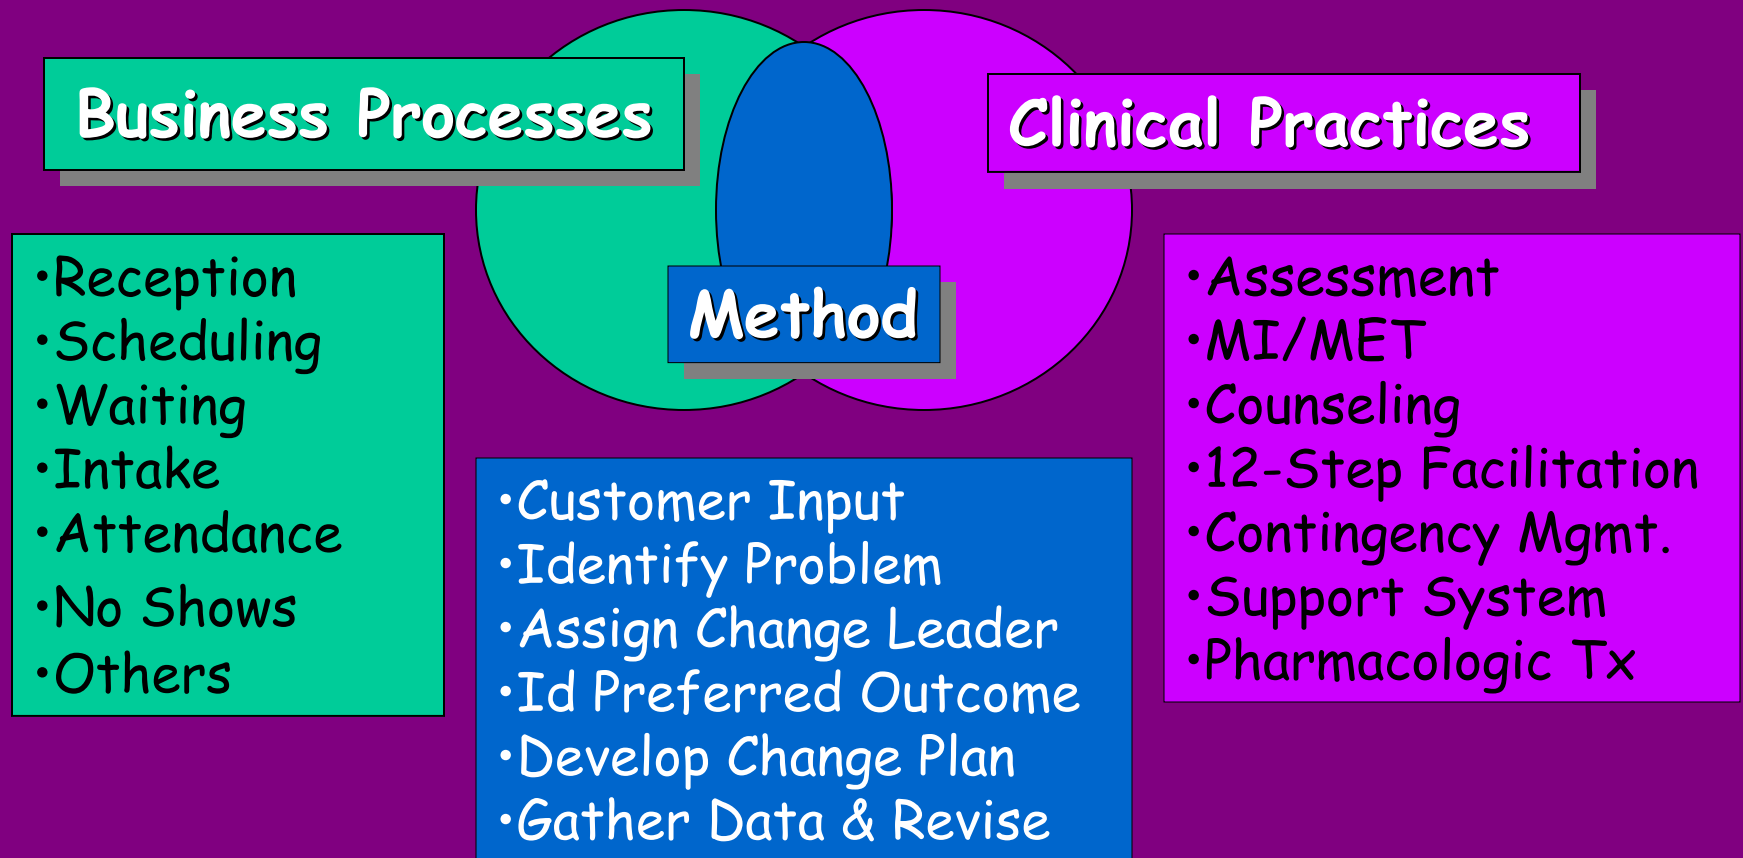 Business Processes
Clinical Practices
Method
•Reception
•Scheduling
•Waiting
•Intake
•Attendance
•No Shows
•Others
•Customer Input
•Identify Problem
•Assign Change Leader
•Id Preferred Outcome
•Develop Change Plan
•Gather Data & Revise
•Assessment
•MI/MET
•Counseling
•12-Step Facilitation
•Contingency Mgmt.
•Support System
•Pharmacologic Tx